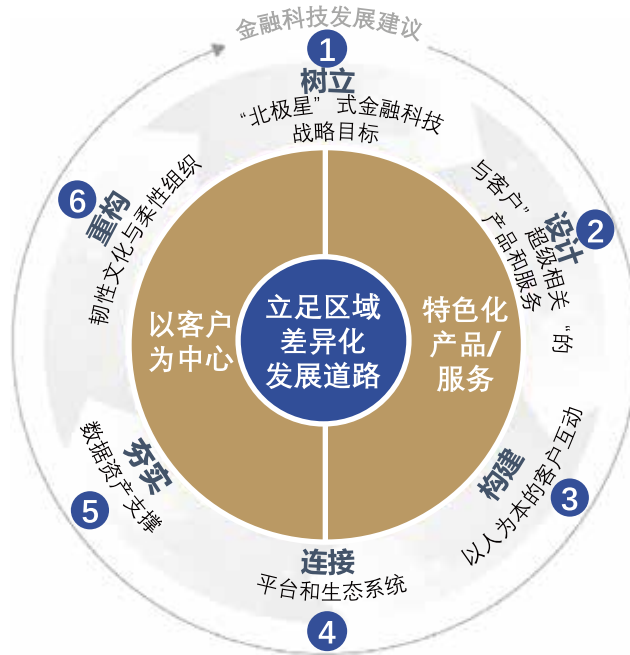 金融科技发展建议
1
树立
“北极星”式金融科技
战略目标
2
设计
与客户”超级相关“的
产品和服务
3
构建
以人为本的客户互动
4
连接
平台和生态系统
5
夯实
数据资产支撑
6
重构
韧性文化与柔性组织
以客户
为中心
立足区域
差异化
发展道路
特色化
产品/
服务